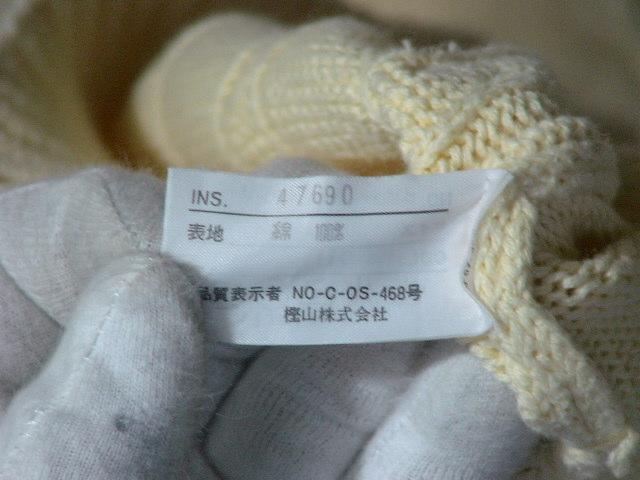 INS. 47690
表地 綿 100%
品質表示者 NO-C-OS-468号
樫山株式会社